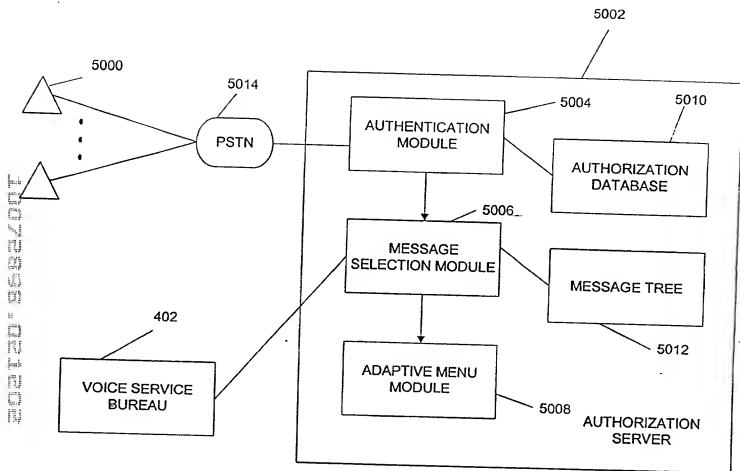 5002
5000
5014
5004
5010
PSTN
AUTHENTICATION
MODULE
AUTHORIZATION
DATABASE
5006
MESSAGE
SELECTION MODULE
MESSAGE TREE
402
5012
VOICE SERVICE
BUREAU
ADAPTIVE MENU
MODULE
5008
AUTHORIZATION
SERVER